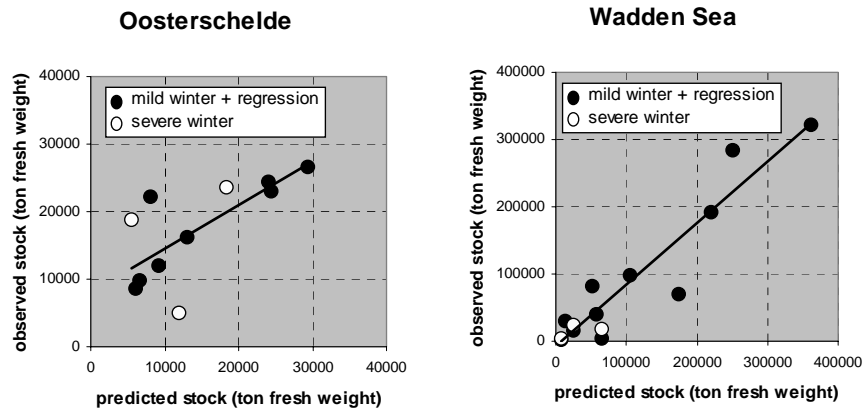 Oosterschelde
observed stock (ton fresh weight)
40000
30000
20000
10000
0
mild winter + regression
severe winter
0 10000 20000 30000 40000
predicted stock (ton fresh weight)
Wadden Sea
observed stock (ton fresh weight)
400000
300000
200000
100000
0
mild winter + regression
severe winter
0 100000 200000 300000 400000
predicted stock (ton fresh weight)